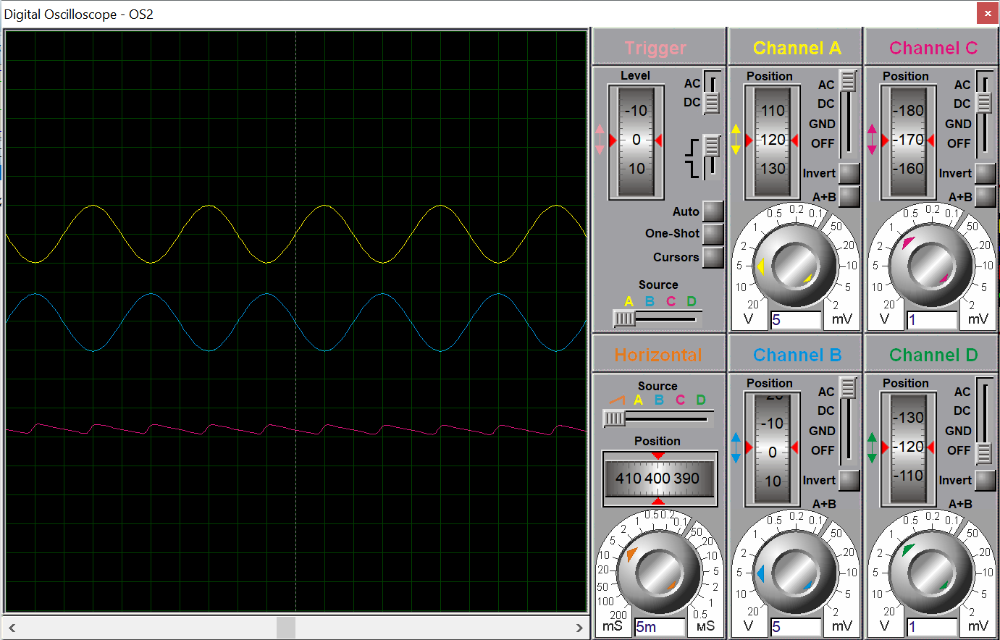 Digital Oscilloscope - OS2
Trigger
Level
AC
DC
-10
0
10
Auto
One-Shot
Cursors
Source
A B C D
Channel A
Position
AC
DC
GND
OFF
110
120
130
Invert
A+B
0.5 0.2 0.1
1
2
5
10
20
50
20
10
5
2
V
5
mV
Channel C
Position
AC
DC
GND
OFF
-180
-170
-160
Invert
A+B
0.5 0.2 0.1
1
2
5
10
20
50
20
10
5
2
V
1
mV
Horizontal
Source
A B C D
Position
410 400 390
0.5 0.2 0.1
1
2
5
10
20
50
100
200
50
20
10
5
2
1
0.5
mS
5m
мS
Channel B
Position
AC
DC
GND
OFF
-10
0
10
Invert
A+B
0.5 0.2 0.1
1
2
5
10
20
50
20
10
5
2
V
5
mV
Channel D
Position
AC
DC
GND
OFF
-130
-120
-110
Invert
A+B
0.5 0.2 0.1
1
2
5
10
20
50
20
10
5
2
V
1
mV